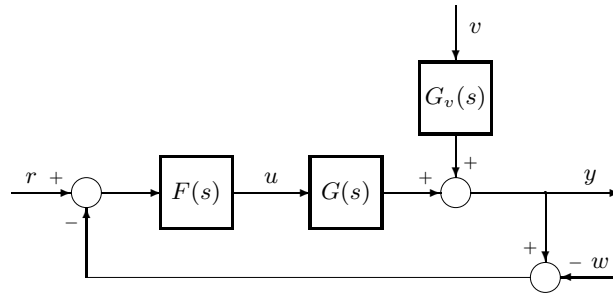 v
G_v(s)
+
r + F(s) u G(s) + y
−
+ − w